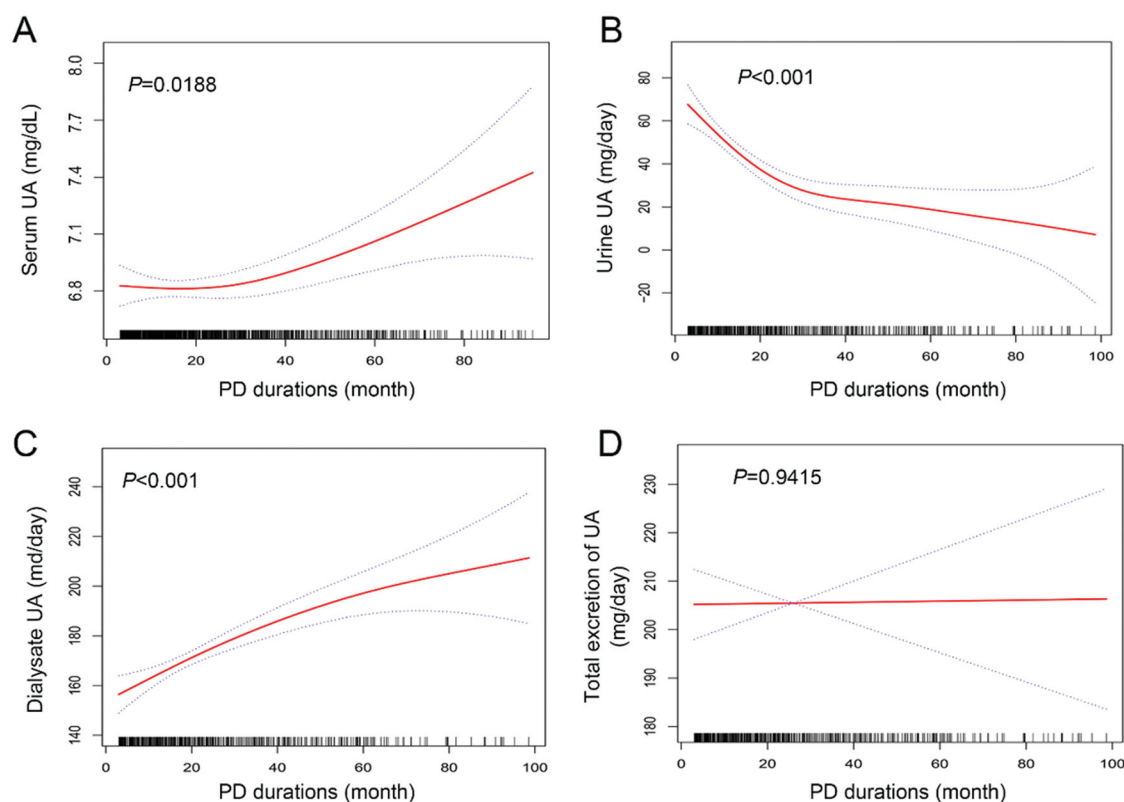 A
P=0.0188
Serum UA (mg/dL)
8.0
7.7
7.4
7.1
6.8
0 20 40 60 80
PD durations (month)
B
P<0.001
Urine UA (mg/day)
80
60
40
20
0
-20
0 20 40 60 80 100
PD durations (month)
C
P<0.001
Dialysate UA (md/day)
240
220
200
180
160
140
0 20 40 60 80 100
PD durations (month)
D
P=0.9415
Total excretion of UA
(mg/day)
230
220
210
200
190
180
0 20 40 60 80 100
PD durations (month)